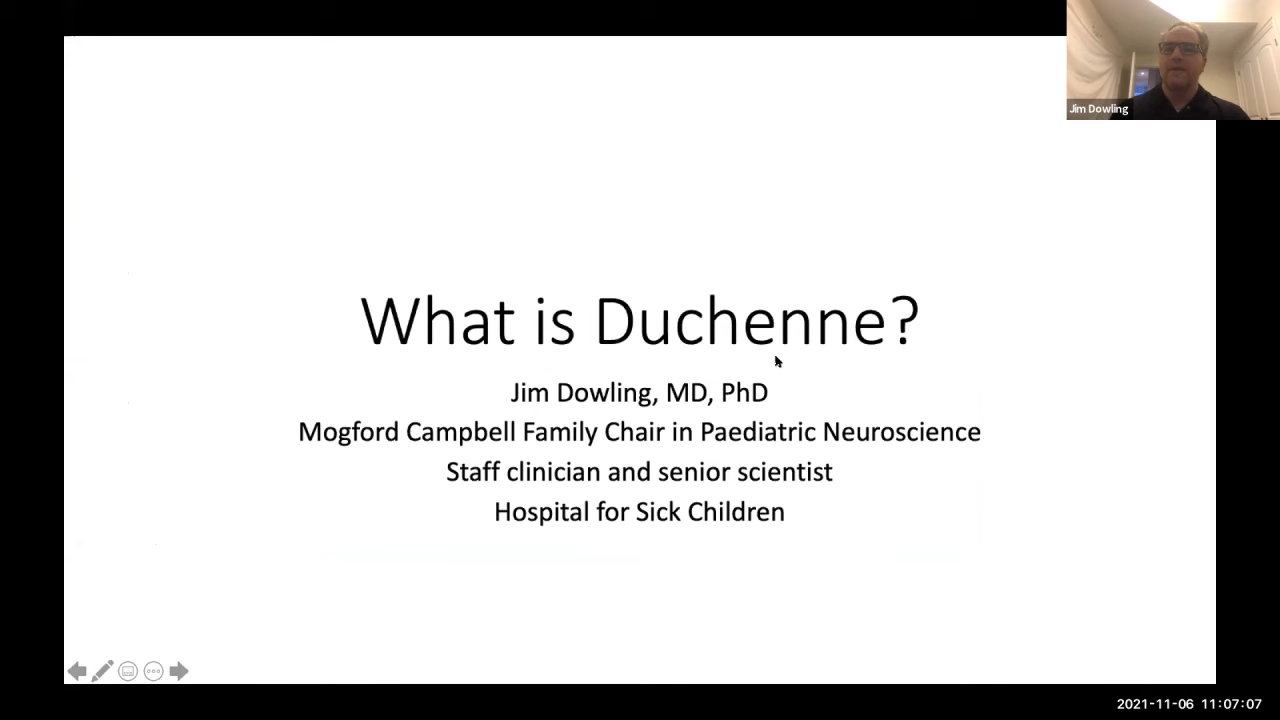 Jim Dowling
What is Duchenne?
Jim Dowling, MD, PhD
Mogford Campbell Family Chair in Paediatric Neuroscience
Staff clinician and senior scientist
Hospital for Sick Children
2021-11-06 11:07:07